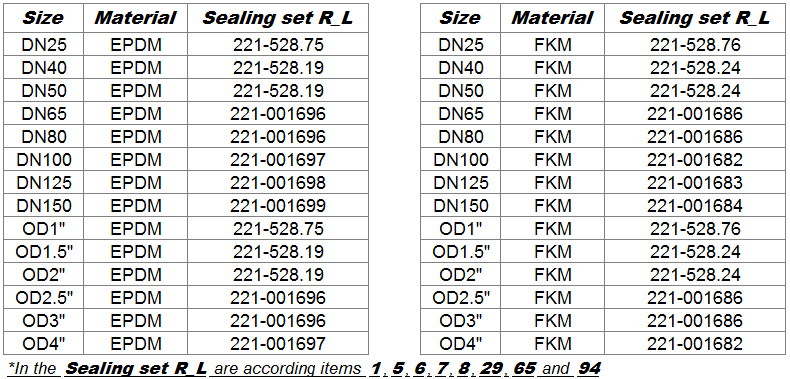 Size Material Sealing set R_L Size Material Sealing set R_L
DN25 EPDM 221-528.75 DN25 FKM 221-528.76
DN40 EPDM 221-528.19 DN40 FKM 221-528.24
DN50 EPDM 221-528.19 DN50 FKM 221-528.24
DN65 EPDM 221-001696 DN65 FKM 221-001686
DN80 EPDM 221-001696 DN80 FKM 221-001686
DN100 EPDM 221-001697 DN100 FKM 221-001682
DN125 EPDM 221-001698 DN125 FKM 221-001683
DN150 EPDM 221-001699 DN150 FKM 221-001684
OD1" EPDM 221-528.75 OD1" FKM 221-528.76
OD1.5" EPDM 221-528.19 OD1.5" FKM 221-528.24
OD2" EPDM 221-528.19 OD2" FKM 221-528.24
OD2.5" EPDM 221-001696 OD2.5" FKM 221-001686
OD3" EPDM 221-001696 OD3" FKM 221-001686
OD4" EPDM 221-001697 OD4" FKM 221-001682
*In the Sealing set R_L are according items 1, 5, 6, 7, 8, 29, 65 and 94